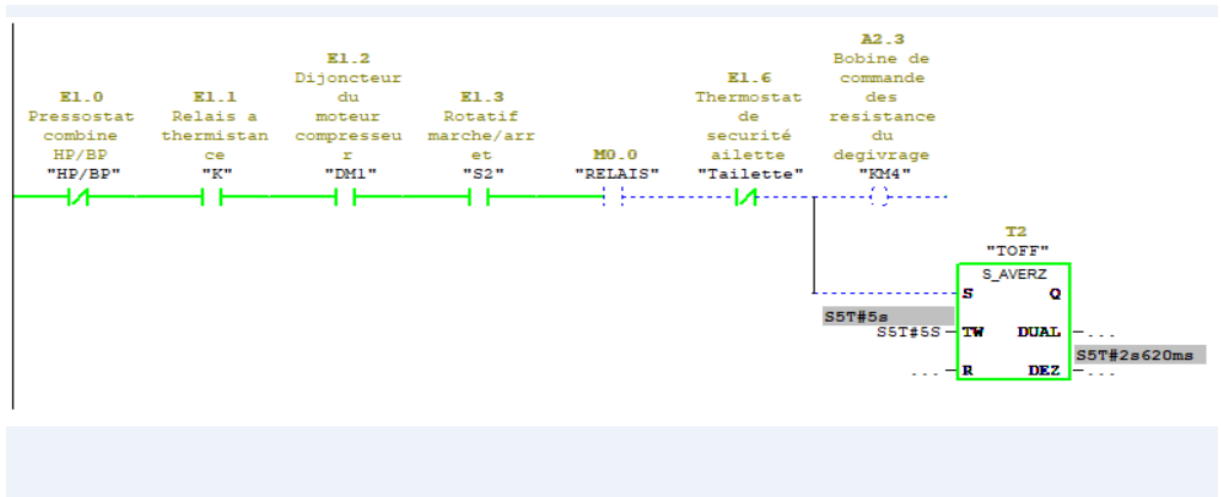 E1.0
Pressostat
combine
HP/BP
"HP/BP"
E1.1
Relais a
thermistan
ce
"K"
E1.2
Dijoncteur
du
moteur
compresseu
r
"DM1"
E1.3
Rotatif
marche/arr
et
"S2"
M0.0
"RELAIS"
E1.6
Thermostat
de
securité
ailette
"Tailette"
A2.3
Bobine de
commande
des
resistance
du
degivrage
"KM4"
T2
"TOFF"
S_AVERZ
S Q
S5T#5s
S5T#5S TW DUAL ...
S5T#2s620ms
... R DEZ ...